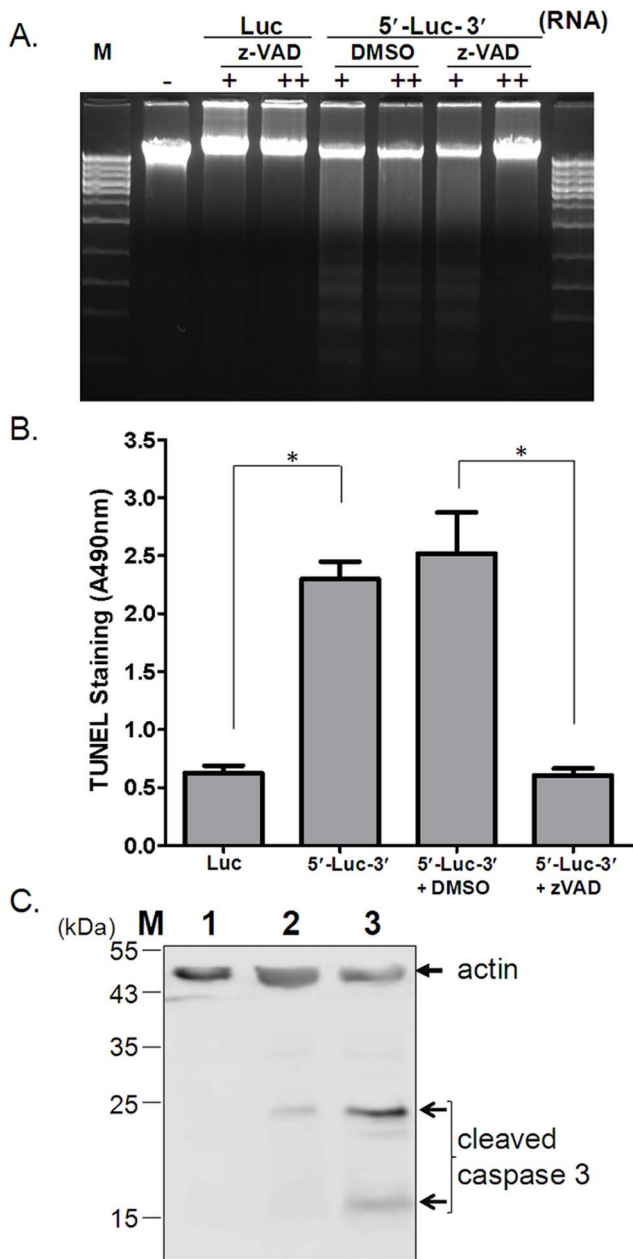 A.
Luc 5′-Luc-3′ (RNA)
M z-VAD DMSO z-VAD
- + ++ + ++ + ++
B.
TUNEL Staining (A490nm)
3.5
3.0
2.5
2.0
1.5
1.0
0.5
0.0
* *
Luc 5′-Luc-3′ 5′-Luc-3′ 5′-Luc-3′
+ DMSO + zVAD
C.
(kDa) M 1 2 3
55
43
35
25
15
actin
cleaved
caspase 3